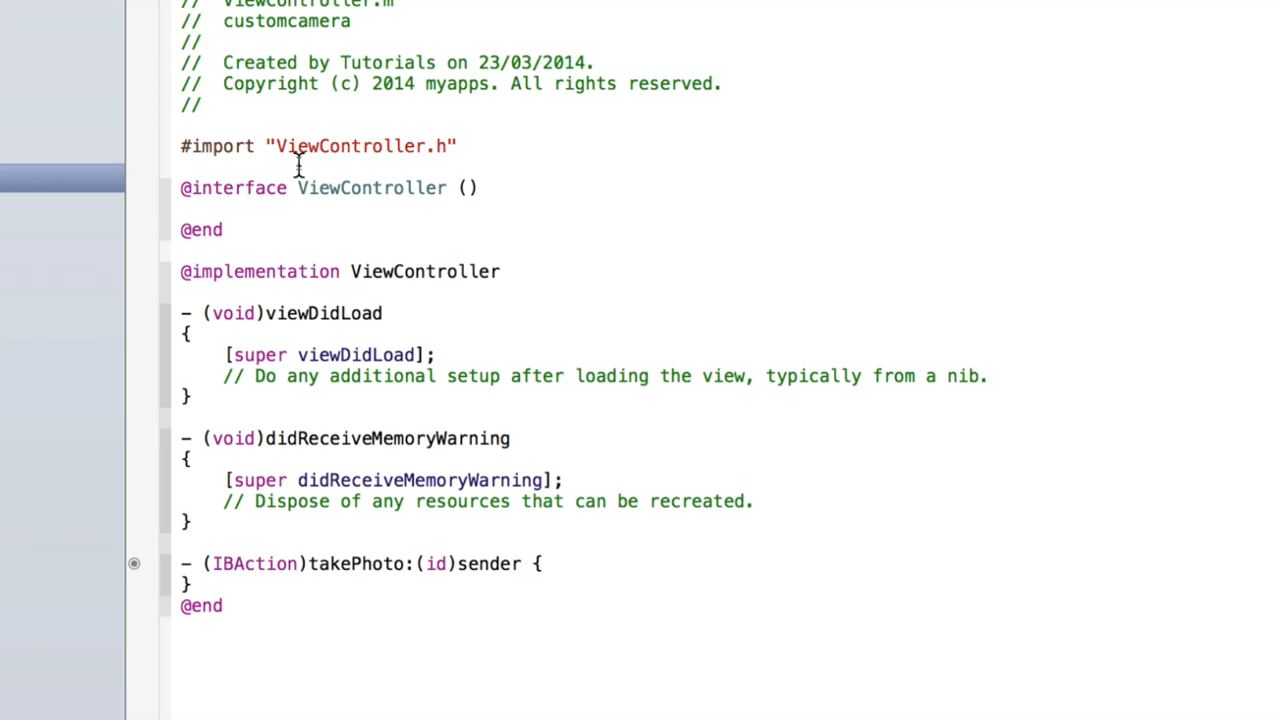 // ViewController.m
// customcamera
//
// Created by Tutorials on 23/03/2014.
// Copyright (c) 2014 myapps. All rights reserved.
//
#import "ViewController.h"
@interface ViewController ()
@end
@implementation ViewController
- (void)viewDidLoad
{
[super viewDidLoad];
// Do any additional setup after loading the view, typically from a nib.
}
- (void)didReceiveMemoryWarning
{
[super didReceiveMemoryWarning];
// Dispose of any resources that can be recreated.
}
- (IBAction)takePhoto:(id)sender {
}
@end